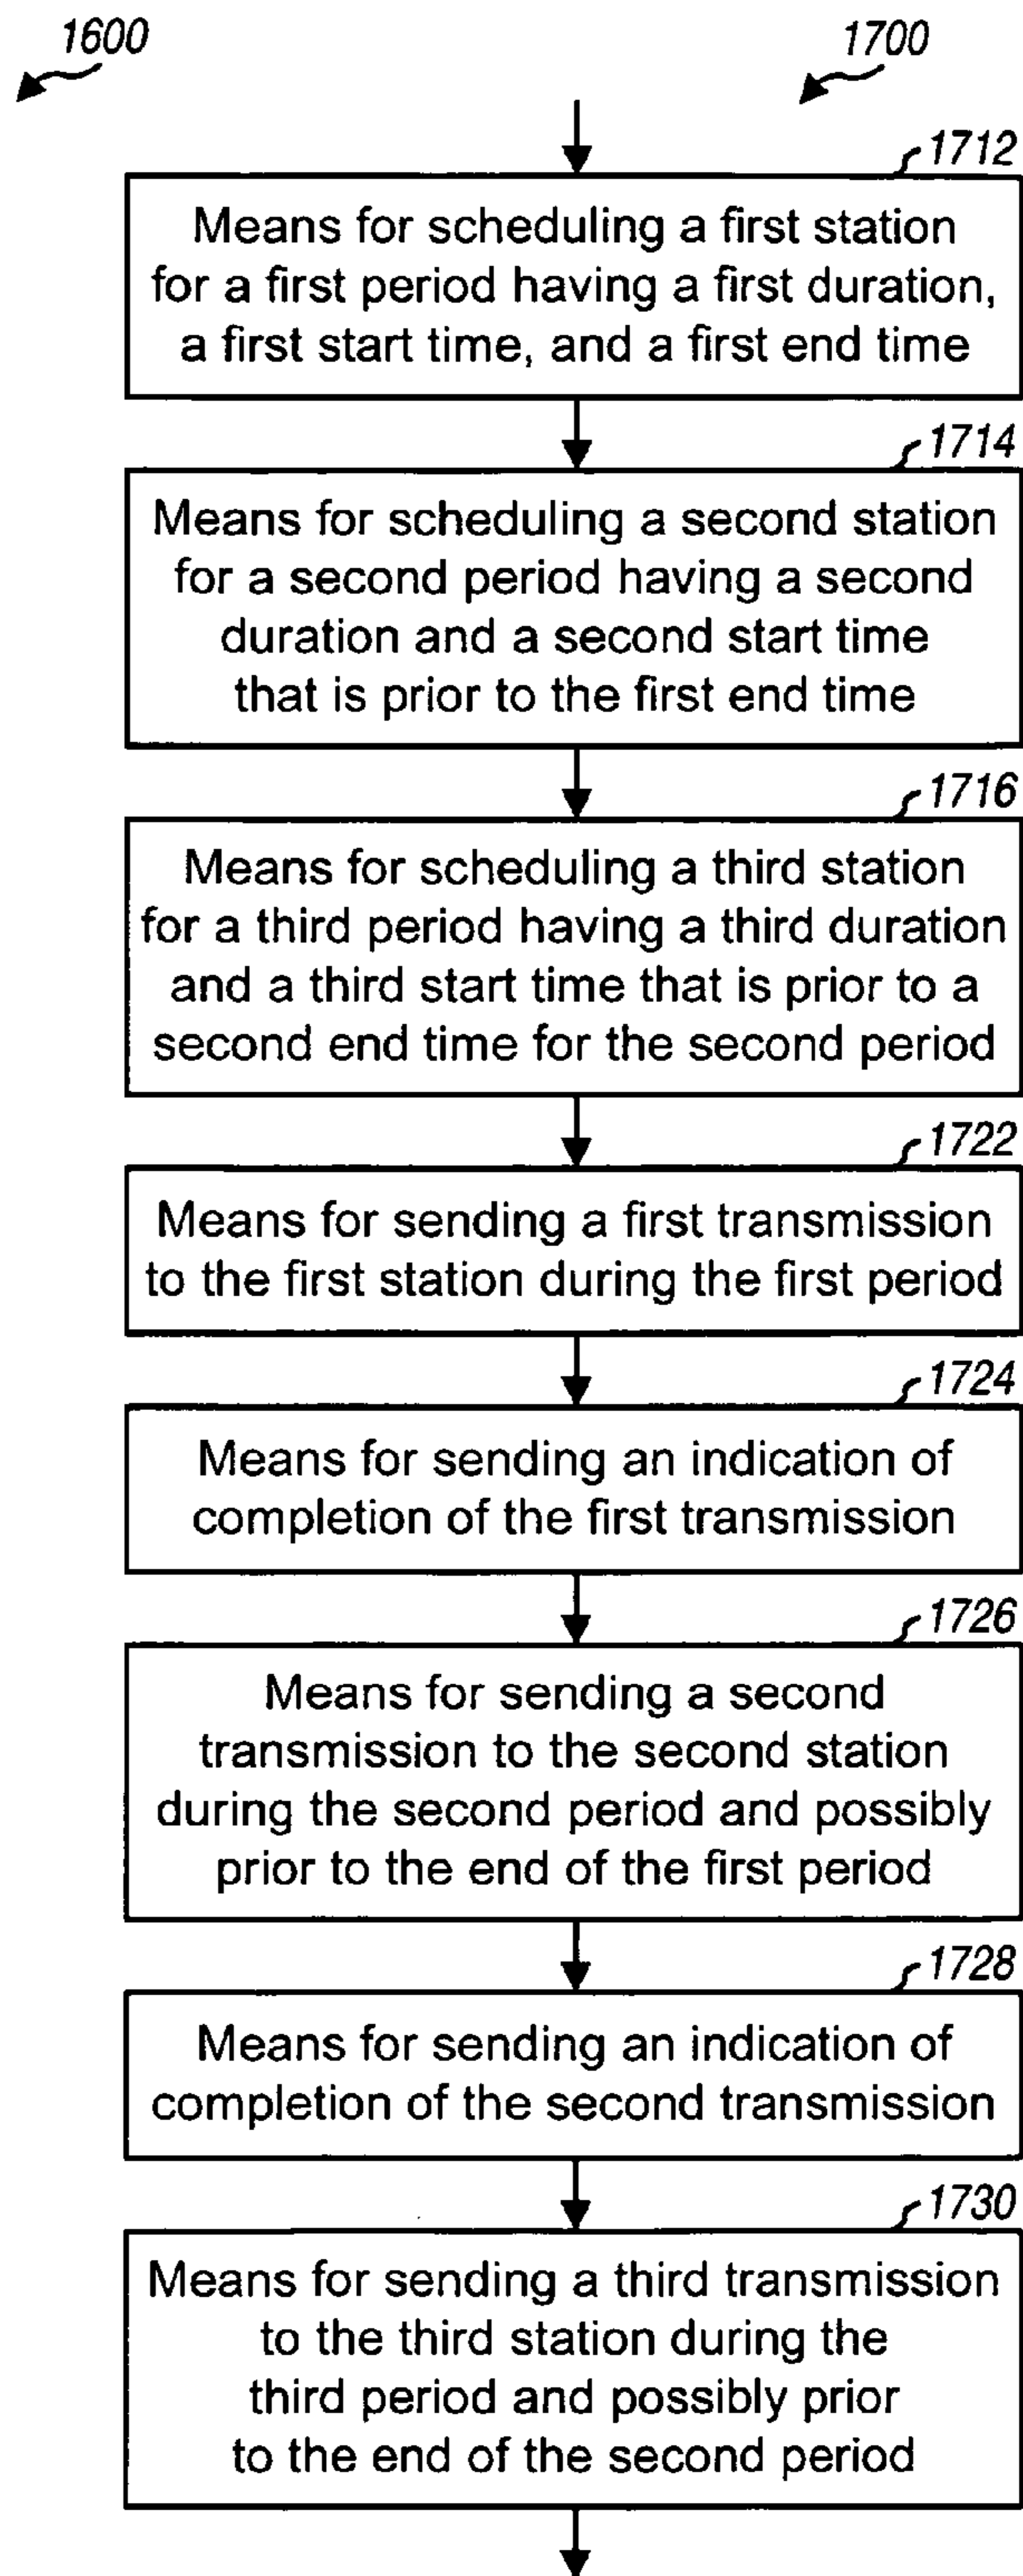 1600
1700
1712
Means for scheduling a first station
for a first period having a first duration,
a first start time, and a first end time
1714
Means for scheduling a second station
for a second period having a second
duration and a second start time
that is prior to the first end time
1716
Means for scheduling a third station
for a third period having a third duration
and a third start time that is prior to a
second end time for the second period
1722
Means for sending a first transmission
to the first station during the first period
1724
Means for sending an indication of
completion of the first transmission
1726
Means for sending a second
transmission to the second station
during the second period and possibly
prior to the end of the first period
1728
Means for sending an indication of
completion of the second transmission
1730
Means for sending a third transmission
to the third station during the
third period and possibly prior
to the end of the second period